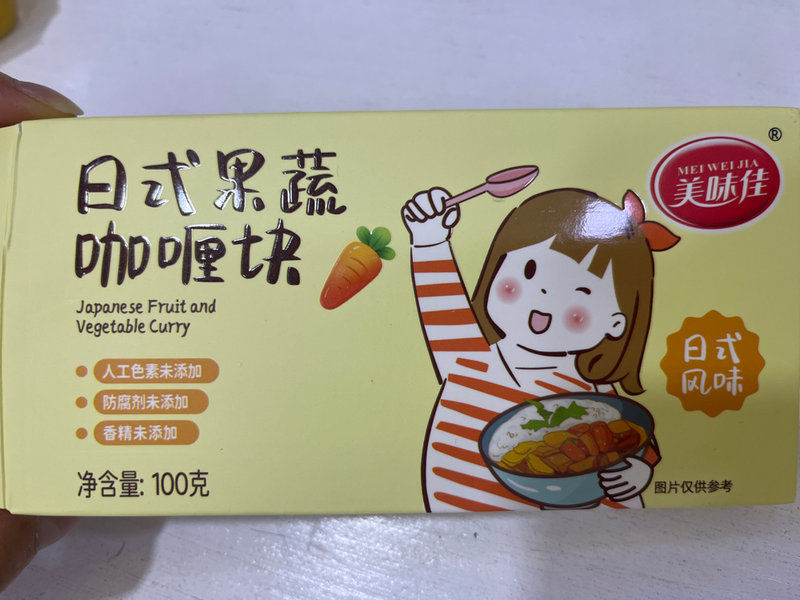 日式果蔬
咖喱块
Japanese Fruit and
Vegetable Curry
人工色素未添加
防腐剂未添加
香精未添加
净含量: 100克
®
MEI WEI JIA
美味佳
日式
风味
图片仅供参考